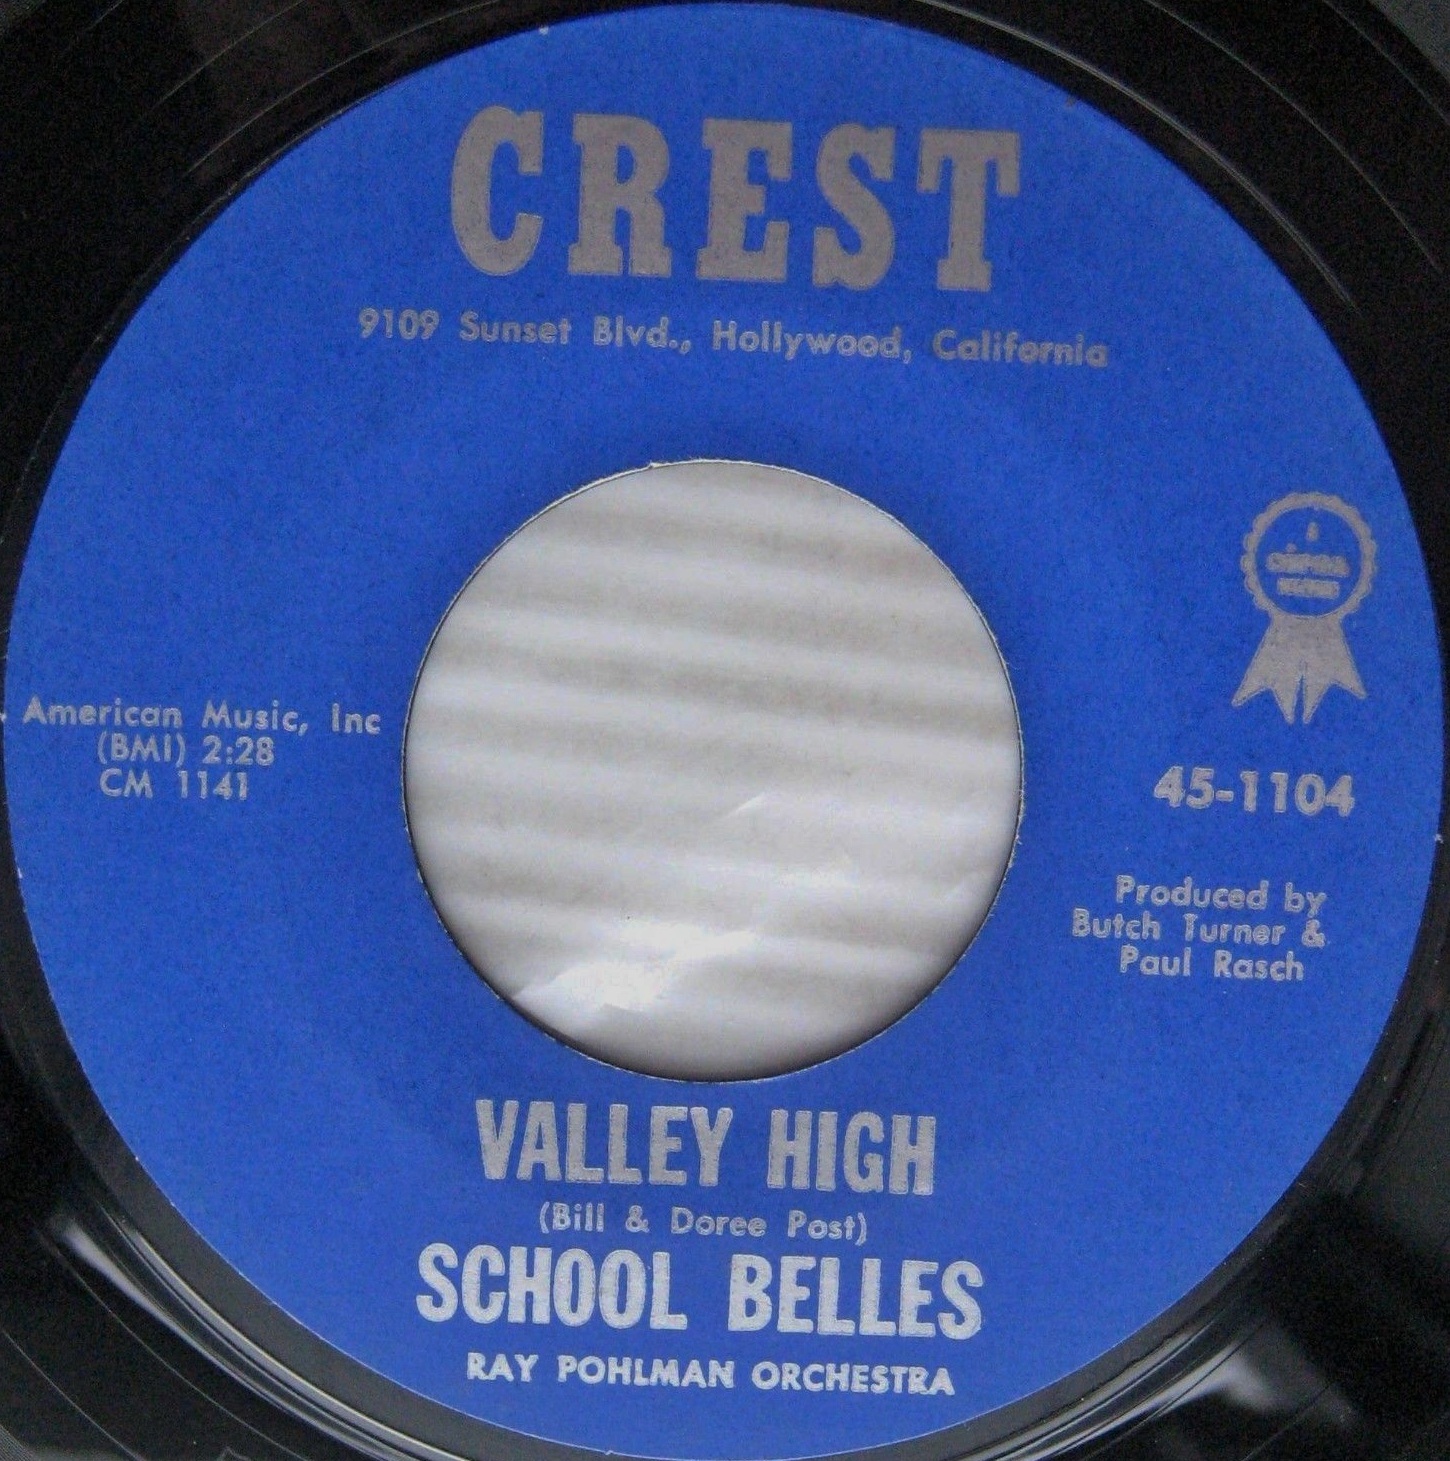 CREST
9109 Sunset Blvd., Hollywood, California
American Music, Inc
(BMI) 2:28
CM 1141
45-1104
Produced by
Butch Turner &
Paul Rasch
VALLEY HIGH
(Bill & Doree Post)
SCHOOL BELLES
RAY POHLMAN ORCHESTRA